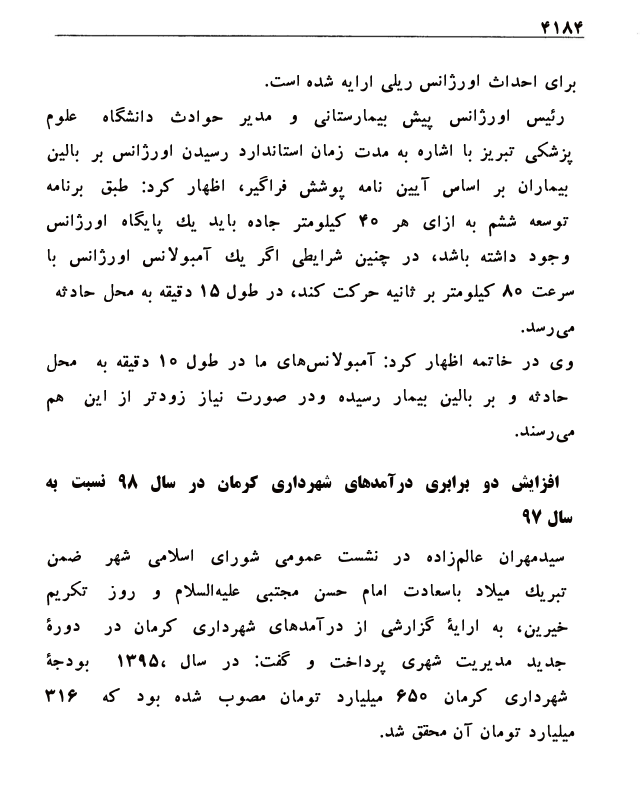 ۴۱۸۴
برای احداث اورژانس ریلی ارایه شده است.
رئیس اورژانس پیش بیمارستانی و مدیر حوادث دانشگاه علوم
پزشکی تبریز با اشاره به مدت زمان استاندارد رسیدن اورژانس بر بالین
بیماران بر اساس آیین نامه پوشش فراگیر، اظهار کرد: طبق برنامه
توسعه ششم به ازای هر ۴۰ کیلومتر جاده باید یك پایگاه اورژانس
وجود داشته باشد، در چنین شرایطی اگر یك آمبولانس اورژانس با
سرعت ۸۰ کیلومتر بر ثانیه حرکت کند، در طول ۱۵ دقیقه به محل حادثه
می‌رسد.
وی در خاتمه اظهار کرد: آمبولانس‌های ما در طول ۱۰ دقیقه به محل
حادثه و بر بالین بیمار رسیده ودر صورت نیاز زودتر از این هم
می‌رسند.
افزایش دو برابری درآمدهای شهرداری کرمان در سال ۹۸ نسبت به
سال ۹۷
سیدمهران عالم‌زاده در نشست عمومی شورای اسلامی شهر ضمن
تبریك میلاد باسعادت امام حسن مجتبی علیه‌السلام و روز تکریم
خیرین، به ارایۀ گزارشی از درآمدهای شهرداری کرمان در دورۀ
جدید مدیریت شهری پرداخت و گفت: در سال ،۱۳۹۵ بودجۀ
شهرداری کرمان ۶۵۰ میلیارد تومان مصوب شده بود که ۳۱۶
میلیارد تومان آن محقق شد.